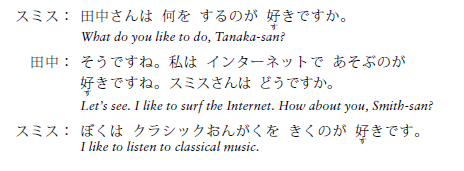 スミス： 田中さんは 何を するのが 好きですか。
す
What do you like to do, Tanaka-san?
田中： そうですね。私は インターネットで あそぶのが
好きですね。スミスさんは どうですか。
す
Let's see. I like to surf the Internet. How about you, Smith-san?
スミス： ぼくは クラシックおんがくを きくのが 好きです。
す
I like to listen to classical music.